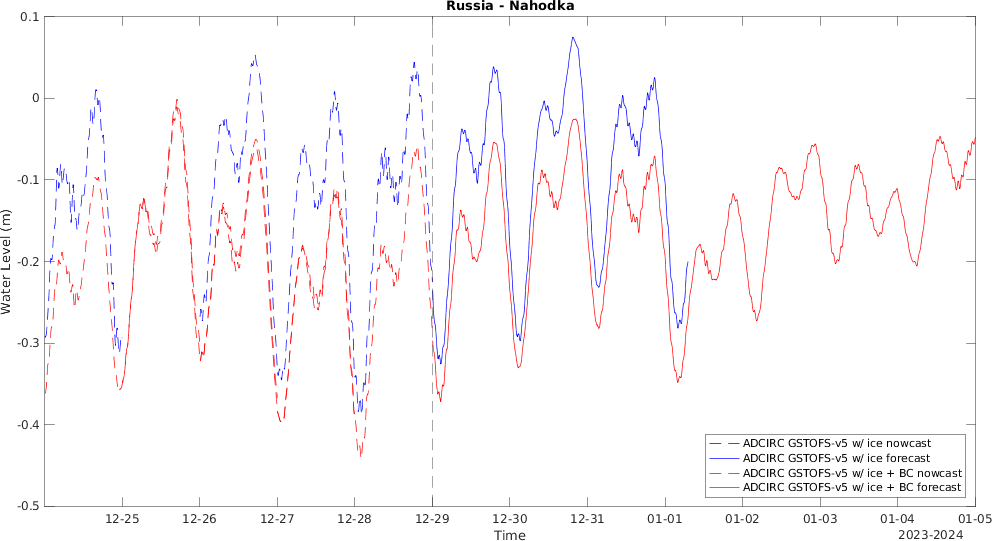 Russia - Nahodka
0.1
0
-0.1
-0.2
-0.3
-0.4
-0.5
Water Level (m)
12-25
12-26
12-27
12-28
12-29
12-30
12-31
01-01
01-02
01-03
01-04
01-05
Time
2023-2024
ADCIRC GSTOFS-v5 w/ ice nowcast
ADCIRC GSTOFS-v5 w/ ice forecast
ADCIRC GSTOFS-v5 w/ ice + BC nowcast
ADCIRC GSTOFS-v5 w/ ice + BC forecast